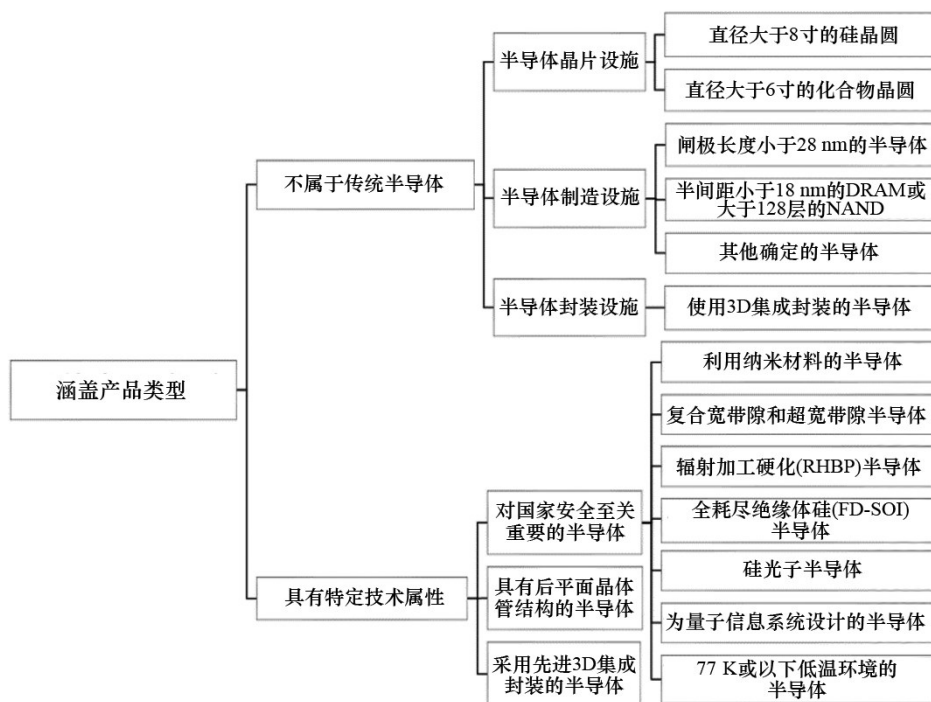 涵盖产品类型
不属于传统半导体
半导体晶片设施
直径大于8寸的硅晶圆
直径大于6寸的化合物晶圆
半导体制造设施
闸极长度小于28 nm的半导体
半间距小于18 nm的DRAM或
大于128层的NAND
其他确定的半导体
半导体封装设施
使用3D集成封装的半导体
具有特定技术属性
对国家安全至关
重要的半导体
利用纳米材料的半导体
复合宽带隙和超宽带隙半导体
辐射加工硬化(RHBP)半导体
全耗尽绝缘体硅(FD-SOI)
半导体
硅光子半导体
为量子信息系统设计的半导体
77 K或以下低温环境的
半导体
具有后平面晶体
管结构的半导体
采用先进3D集成
封装的半导体